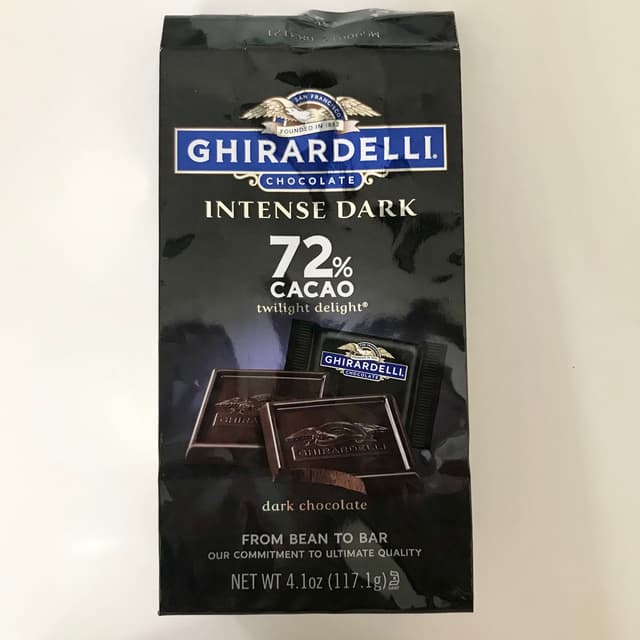 SAN FRANCISCO
FOUNDED IN 1852
GHIRARDELLI®
CHOCOLATE
INTENSE DARK
72%
CACAO
twilight delight®
GHIRARDELLI
CHOCOLATE
GHIRA
GHIRARDELLI
dark chocolate
FROM BEAN TO BAR
OUR COMMITMENT TO ULTIMATE QUALITY
NET WT 4.1oz (117.1g)